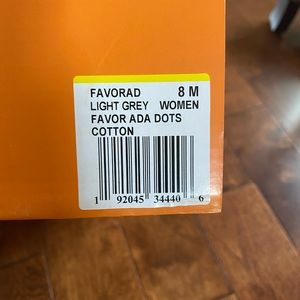 FAVORAD 8 M
LIGHT GREY WOMEN
FAVOR ADA DOTS
COTTON
1 92045 34440 6